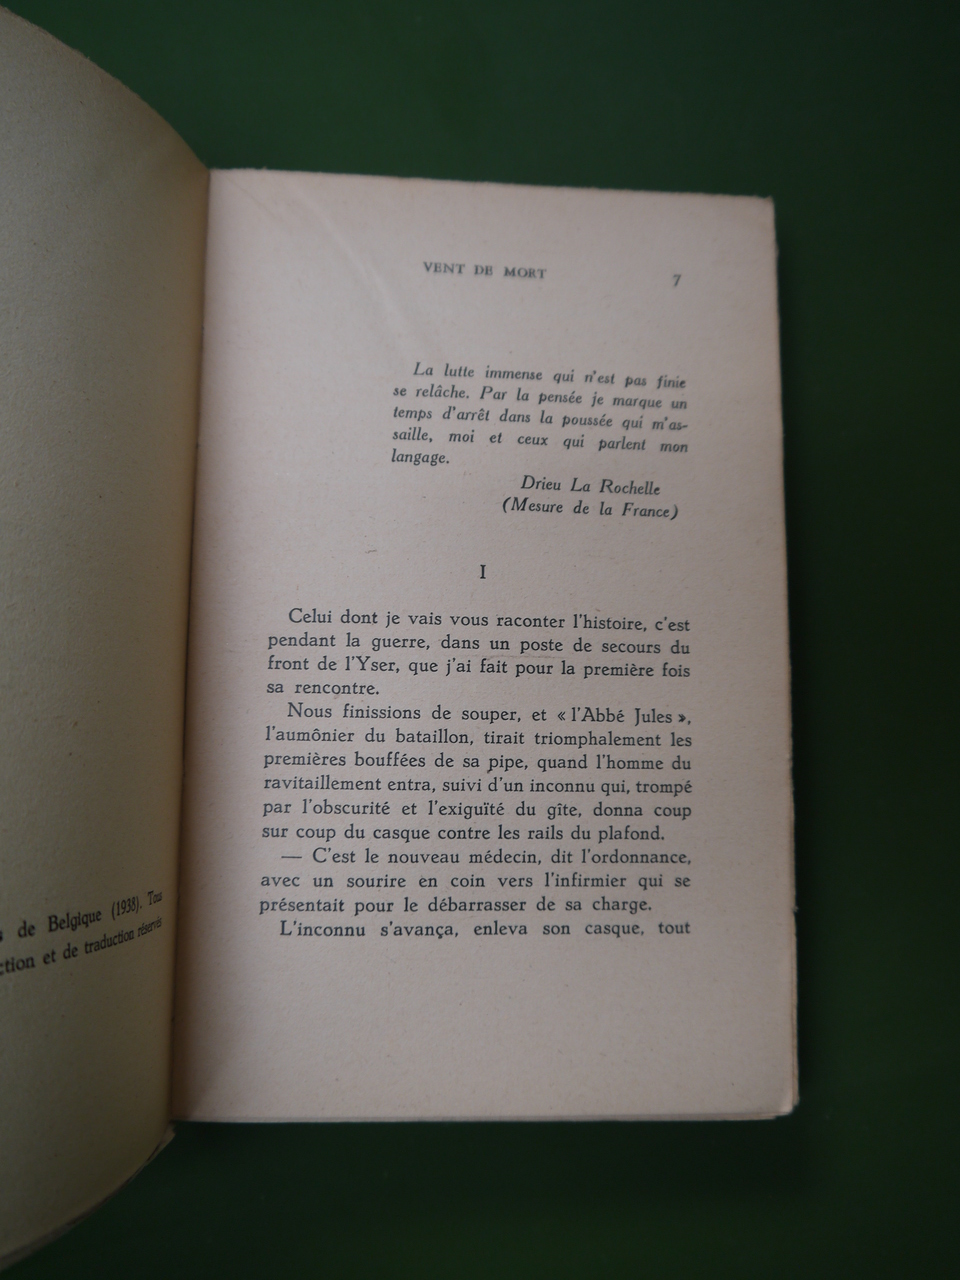 de Belgique (1938). Tous
ction et de traduction réservés
VENT DE MORT
7
La lutte immense qui n'est pas finie
se relâche. Par la pensée je marque un
temps d'arrêt dans la poussée qui m'as-
saille, moi et ceux qui parlent mon
langage.
Drieu La Rochelle
(Mesure de la France)
I
Celui dont je vais vous raconter l'histoire, c'est
pendant la guerre, dans un poste de secours du
front de l'Yser, que j'ai fait pour la première fois
sa rencontre.
Nous finissions de souper, et « l'Abbé Jules »,
l'aumônier du bataillon, tirait triomphalement les
premières bouffées de sa pipe, quand l'homme du
ravitaillement entra, suivi d'un inconnu qui, trompé
par l'obscurité et l'exiguïté du gîte, donna coup
sur coup du casque contre les rails du plafond.
— C'est le nouveau médecin, dit l'ordonnance,
avec un sourire en coin vers l'infirmier qui se
présentait pour le débarrasser de sa charge.
L'inconnu s'avança, enleva son casque, tout